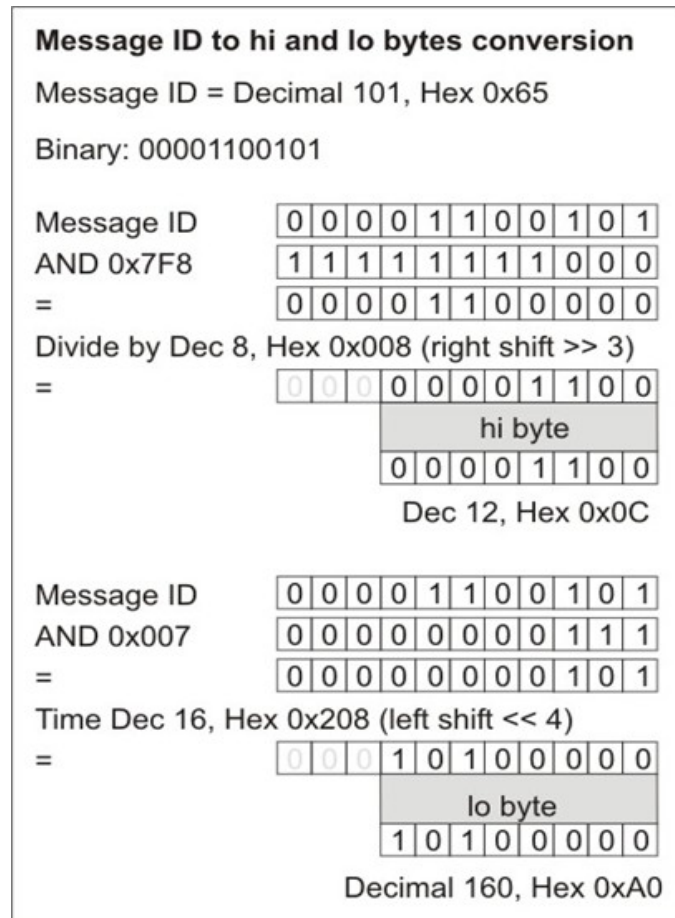 Message ID to hi and lo bytes conversion
Message ID = Decimal 101, Hex 0x65
Binary: 00001100101
Message ID 0 0 0 0 1 1 0 0 1 0 1
AND 0x7F8 1 1 1 1 1 1 1 1 0 0 0
= 0 0 0 0 1 1 0 0 0 0 0
Divide by Dec 8, Hex 0x008 (right shift >> 3)
= 0 0 0 0 0 0 0 1 1 0 0
hi byte
0 0 0 0 1 1 0 0
Dec 12, Hex 0x0C
Message ID 0 0 0 0 1 1 0 0 1 0 1
AND 0x007 0 0 0 0 0 0 0 0 1 1 1
= 0 0 0 0 0 0 0 0 1 0 1
Time Dec 16, Hex 0x208 (left shift << 4)
= 0 0 0 1 0 1 0 0 0 0 0
lo byte
1 0 1 0 0 0 0 0
Decimal 160, Hex 0xA0